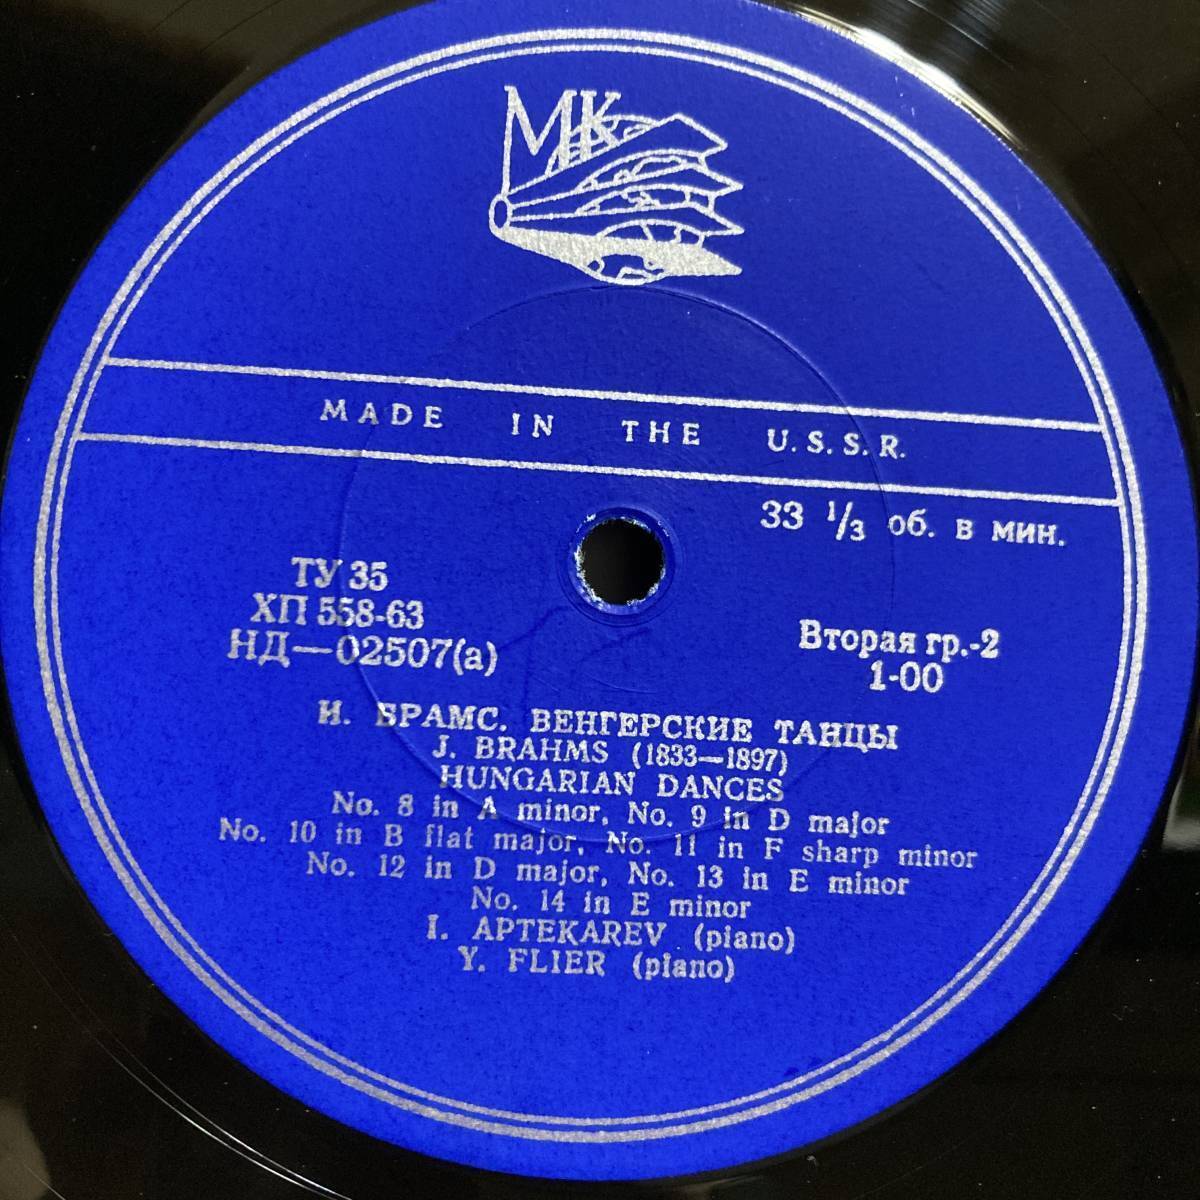 МК
MADE IN THE U.S.S.R.
33 1/3 об. в мин.
ТУ 35
ХП 558-63
НД—02507(а)
Вторая гр.-2
1-00
И. БРАМС. ВЕНГЕРСКИЕ ТАНЦЫ
J. BRAHMS (1833—1897)
HUNGARIAN DANCES
No. 8 in A minor, No. 9 in D major
No. 10 in B flat major, No. 11 in F sharp minor
No. 12 in D major, No. 13 in E minor
No. 14 in E minor
I. APTEKAREV (piano)
Y. FLIER (piano)